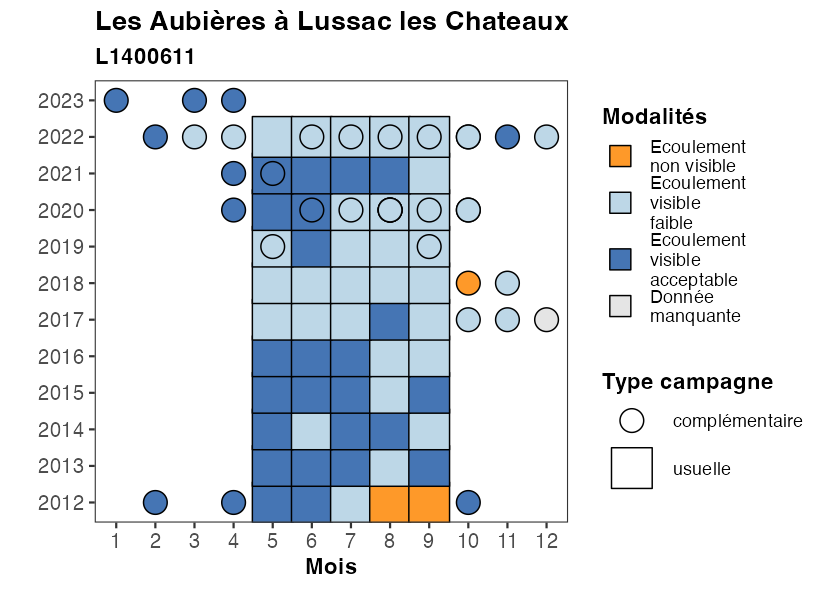 Les Aubières à Lussac les Chateaux
L1400611
2023
2022
2021
2020
2019
2018
2017
2016
2015
2014
2013
2012
1 2 3 4 5 6 7 8 9 10 11 12
Mois
Modalités
Ecoulement
non visible
Ecoulement
visible
faible
Ecoulement
visible
acceptable
Donnée
manquante
Type campagne
complémentaire
usuelle